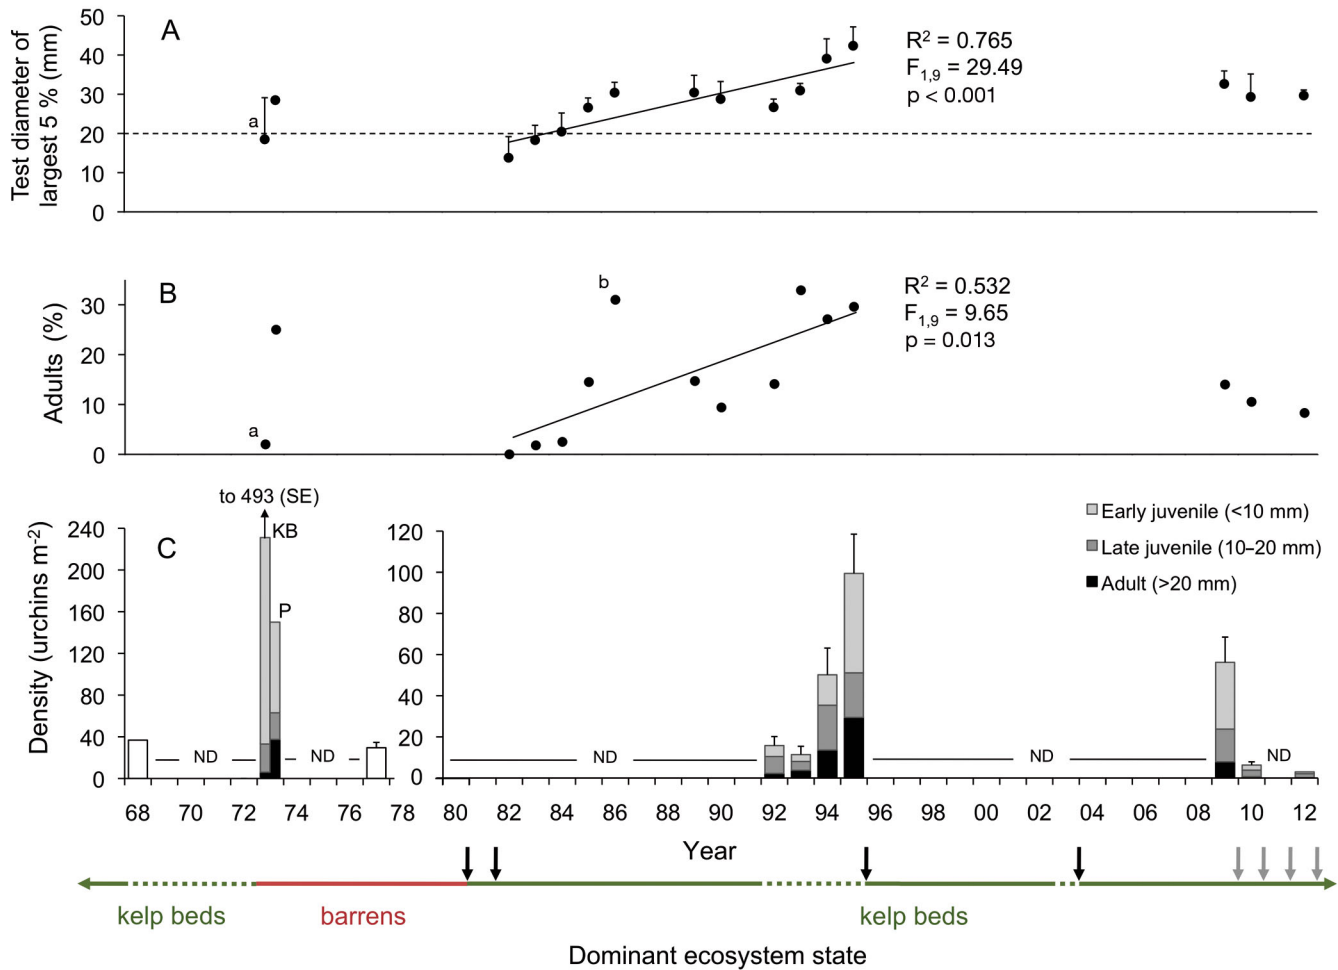 A
Test diameter of
largest 5 % (mm)
50
40
30
20
10
0
a
R² = 0.765
F₁,₉ = 29.49
p < 0.001
B
Adults (%)
30
20
10
0
a
b
R² = 0.532
F₁,₉ = 9.65
p = 0.013
C
Density (urchins m⁻²)
to 493 (SE)
KB
P
240
200
160
120
80
40
0
ND
ND
120
100
80
60
40
20
0
ND
ND
ND
Early juvenile (<10 mm)
Late juvenile (10–20 mm)
Adult (>20 mm)
68 70 72 74 76 78 80 82 84 86 88 90 92 94 96 98 00 02 04 06 08 10 12
Year
kelp beds barrens kelp beds
Dominant ecosystem state